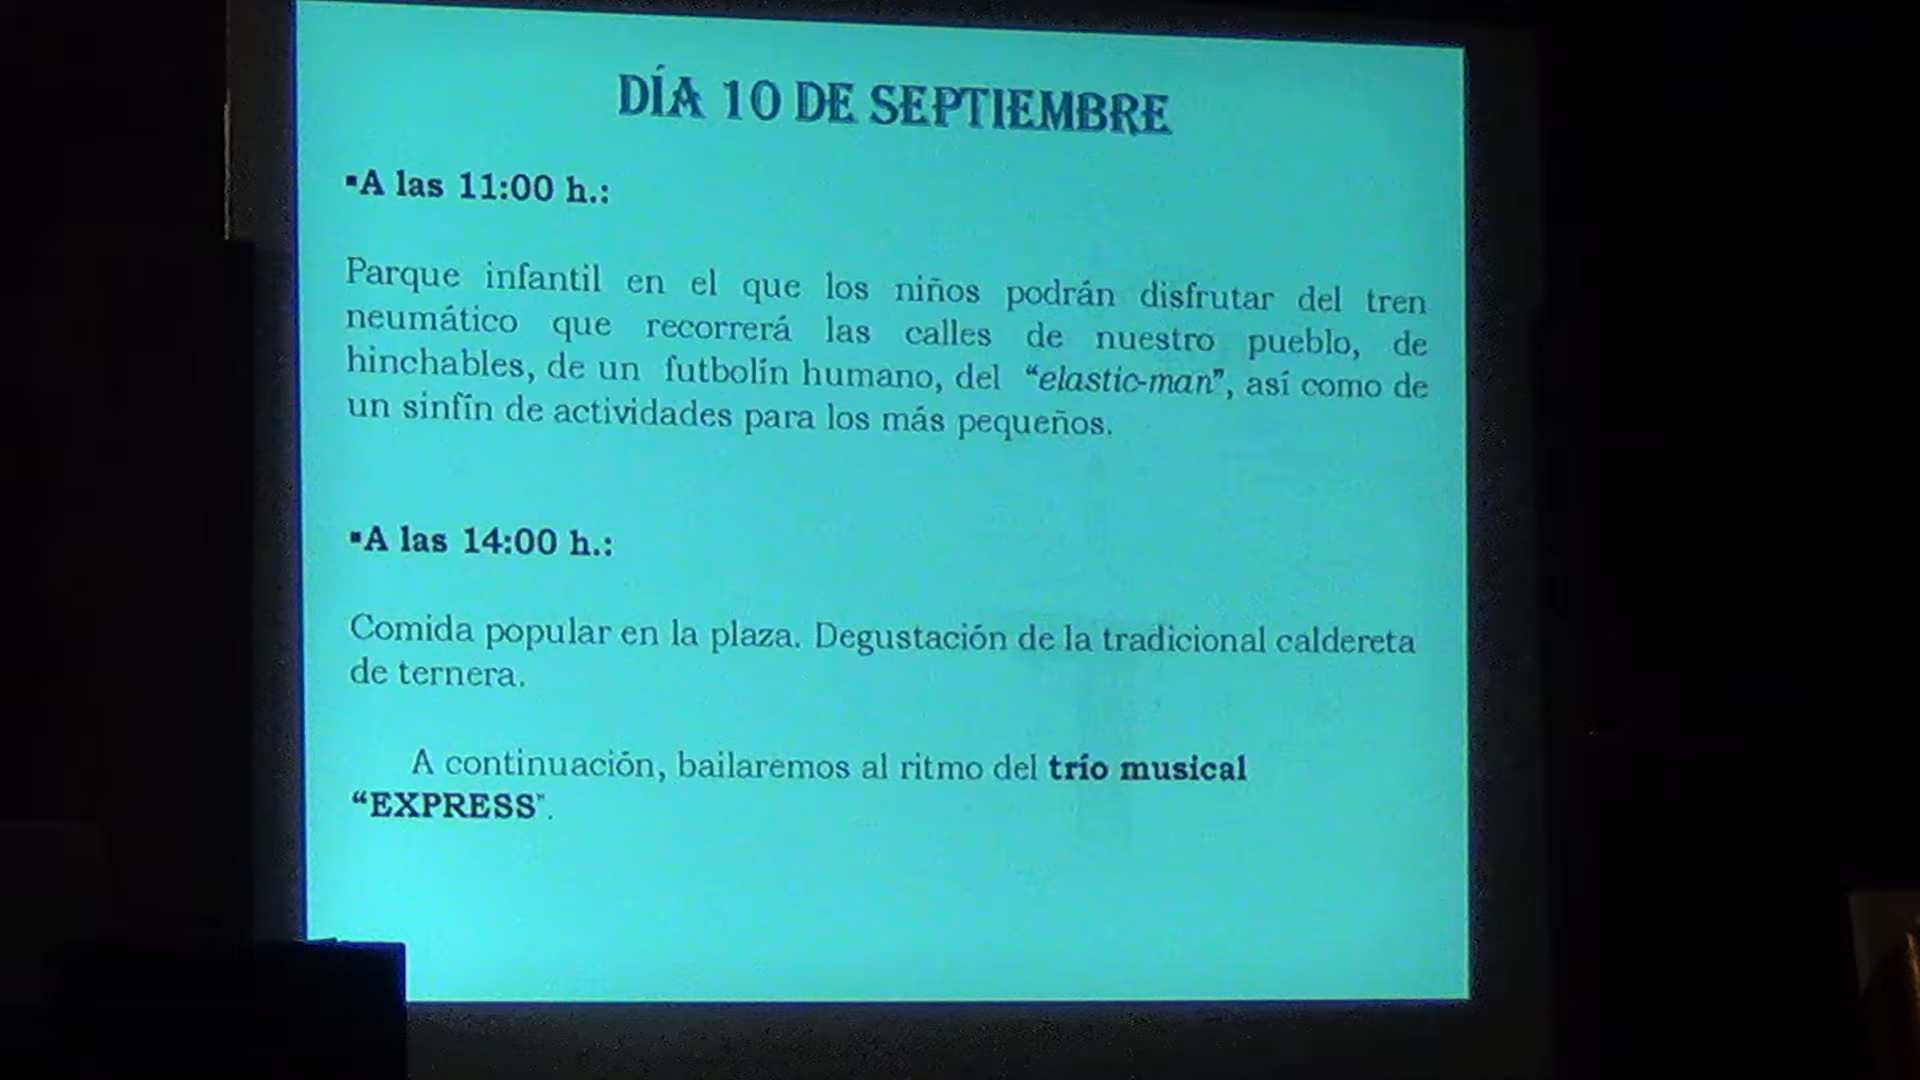 DÍA 10 DE SEPTIEMBRE
▪A las 11:00 h.:
Parque infantil en el que los niños podrán disfrutar del tren
neumático que recorrerá las calles de nuestro pueblo, de
hinchables, de un futbolín humano, del “elastic-man”, así como de
un sinfín de actividades para los más pequeños.
▪A las 14:00 h.:
Comida popular en la plaza. Degustación de la tradicional caldereta
de ternera.
A continuación, bailaremos al ritmo del trío musical
“EXPRESS”.